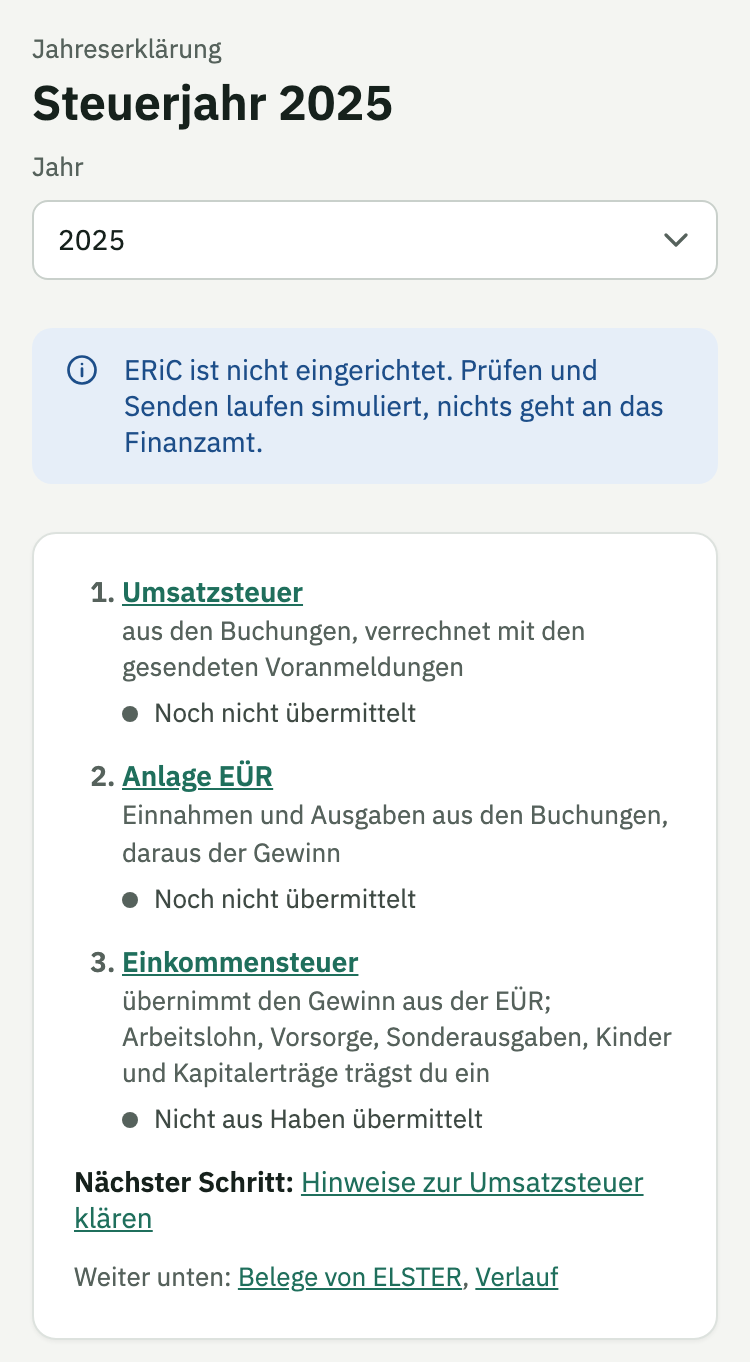 Jahreserklärung
Steuerjahr 2025
Jahr
2025
ERiC ist nicht eingerichtet. Prüfen und
Senden laufen simuliert, nichts geht an das
Finanzamt.
1. Umsatzsteuer
aus den Buchungen, verrechnet mit den
gesendeten Voranmeldungen
Noch nicht übermittelt
2. Anlage EÜR
Einnahmen und Ausgaben aus den Buchungen,
daraus der Gewinn
Noch nicht übermittelt
3. Einkommensteuer
übernimmt den Gewinn aus der EÜR;
Arbeitslohn, Vorsorge, Sonderausgaben, Kinder
und Kapitalerträge trägst du ein
Nicht aus Haben übermittelt
Nächster Schritt: Hinweise zur Umsatzsteuer
klären
Weiter unten: Belege von ELSTER, Verlauf